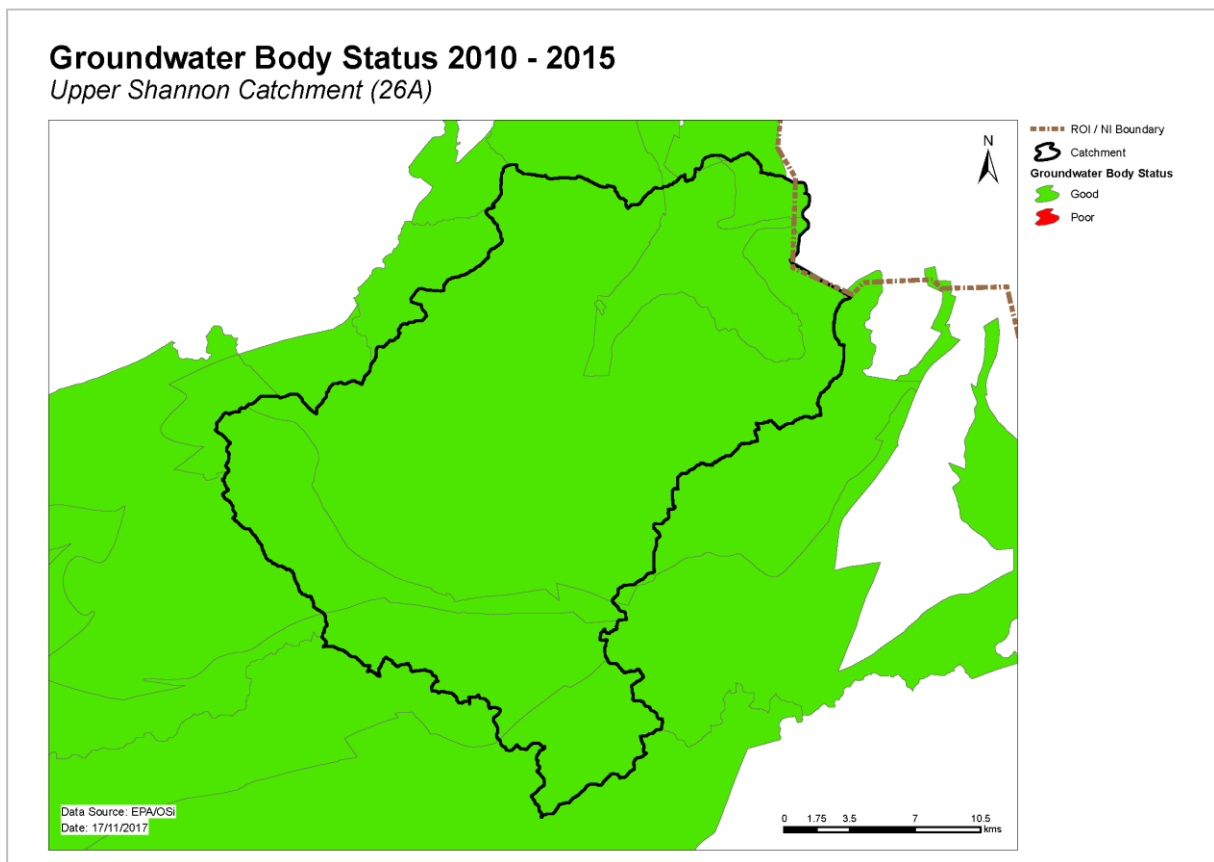 Groundwater Body Status 2010 - 2015
Upper Shannon Catchment (26A)
N
ROI / NI Boundary
Catchment
Groundwater Body Status
Good
Poor
Data Source: EPA/OSi
Date: 17/11/2017
0 1.75 3.5 7 10.5
kms